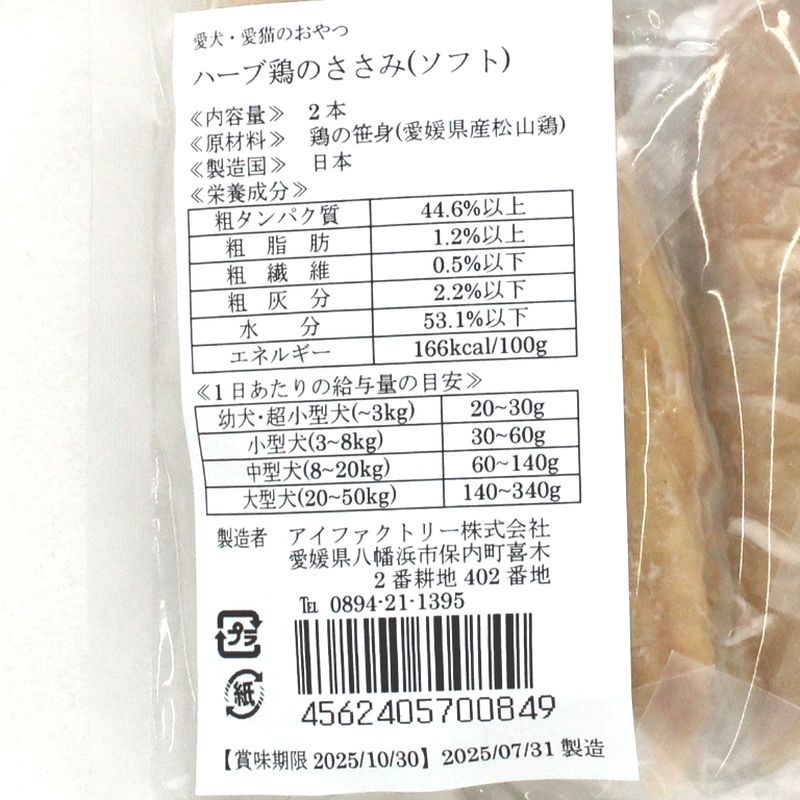 愛犬・愛猫のおやつ
ハーブ鶏のささみ(ソフト)
≪内容量≫ 2本
≪原材料≫ 鶏の笹身(愛媛県産松山鶏)
≪製造国≫ 日本
≪栄養成分≫
粗タンパク質 44.6%以上
粗脂肪 1.2%以上
粗繊維 0.5%以下
粗灰分 2.2%以下
水分 53.1%以下
エネルギー 166kcal/100g
≪1日あたりの給与量の目安≫
幼犬・超小型犬(~3kg) 20~30g
小型犬(3~8kg) 30~60g
中型犬(8~20kg) 60~140g
大型犬(20~50kg) 140~340g
製造者 アイファクトリー株式会社
愛媛県八幡浜市保内町喜木
2番耕地402番地
℡ 0894-21-1395
プラ
紙
4562405700849
【賞味期限 2025/10/30】 2025/07/31 製造